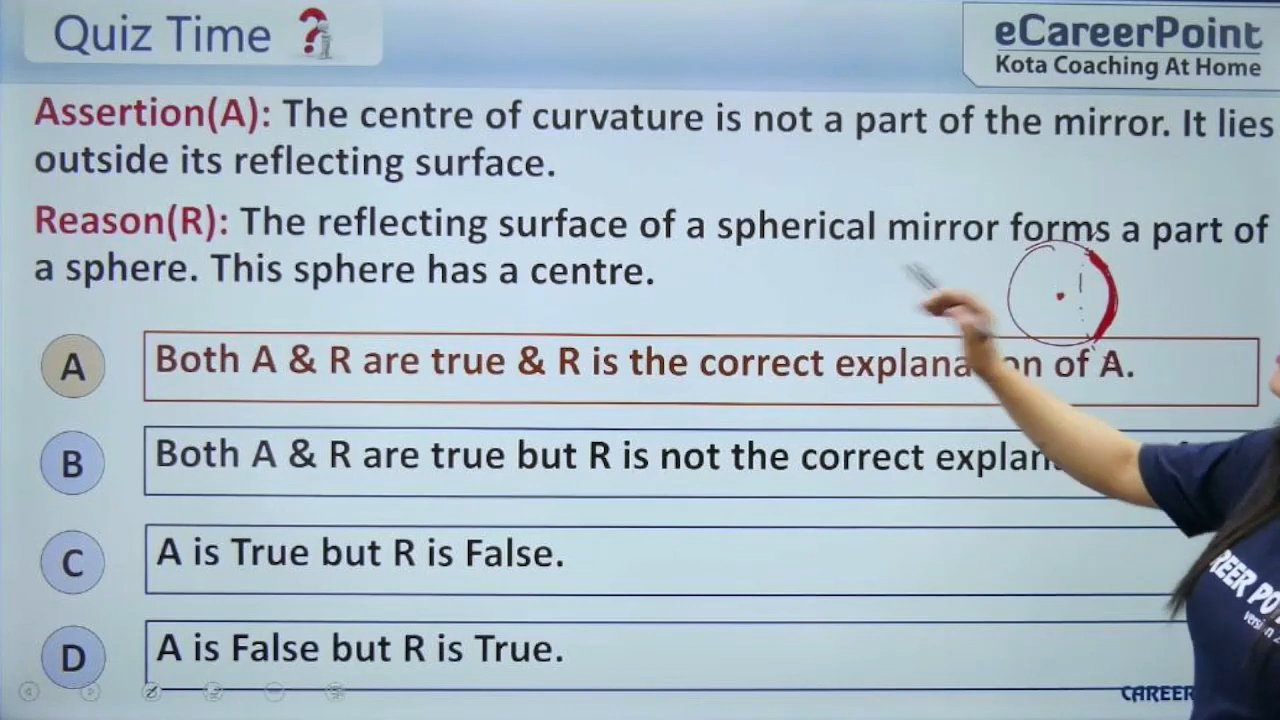 Quiz Time
eCareerPoint
Kota Coaching At Home
Assertion(A): The centre of curvature is not a part of the mirror. It lies
outside its reflecting surface.
Reason(R): The reflecting surface of a spherical mirror forms a part of
a sphere. This sphere has a centre.
A Both A & R are true & R is the correct explanation of A.
B Both A & R are true but R is not the correct
C A is True but R is False.
D A is False but R is True.
CAREER